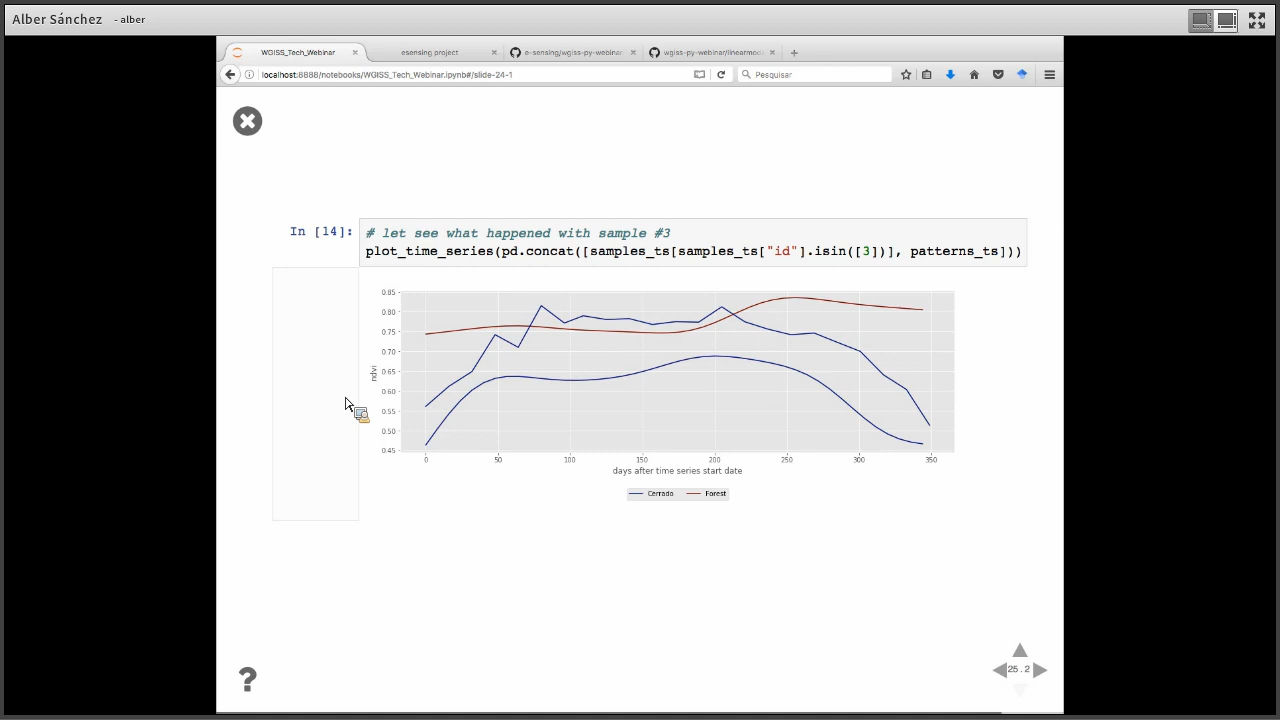 Alber Sánchez - alber
WGISS_Tech_Webinar
esensing project
e-sensing/wgiss-py-webinar
wgiss-py-webinar/linearmode
localhost:8888/notebooks/WGISS_Tech_Webinar.ipynb#/slide-24-1
Pesquisar
In [14]:
# let see what happened with sample #3
plot_time_series(pd.concat([samples_ts[samples_ts["id"].isin([3])], patterns_ts]))
0.85
0.80
0.75
0.70
0.65
0.60
0.55
0.50
0.45
ndvi
0 50 100 150 200 250 300 350
days after time series start date
Cerrado Forest
?
25.2